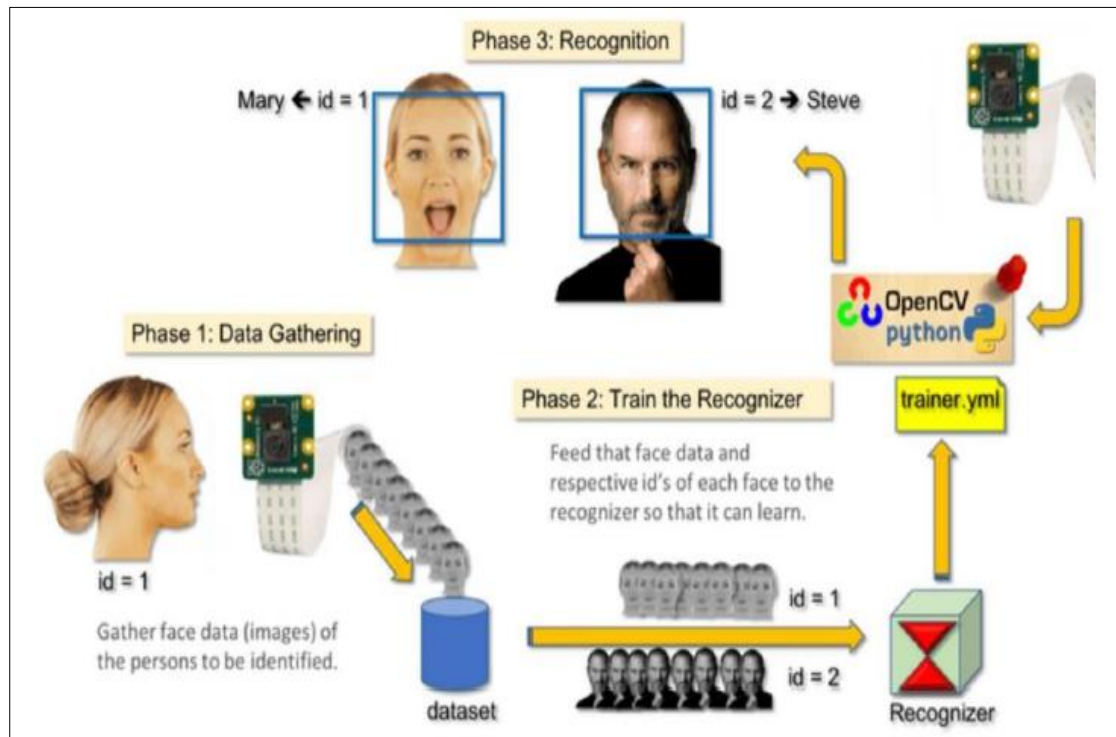 Phase 3: Recognition
Mary ← id = 1
id = 2 → Steve
OpenCV
python
Phase 1: Data Gathering
Phase 2: Train the Recognizer
trainer.yml
Feed that face data and
respective id's of each face to the
recognizer so that it can learn.
id = 1
Gather face data (images) of
the persons to be identified.
id = 1
id = 2
dataset
Recognizer